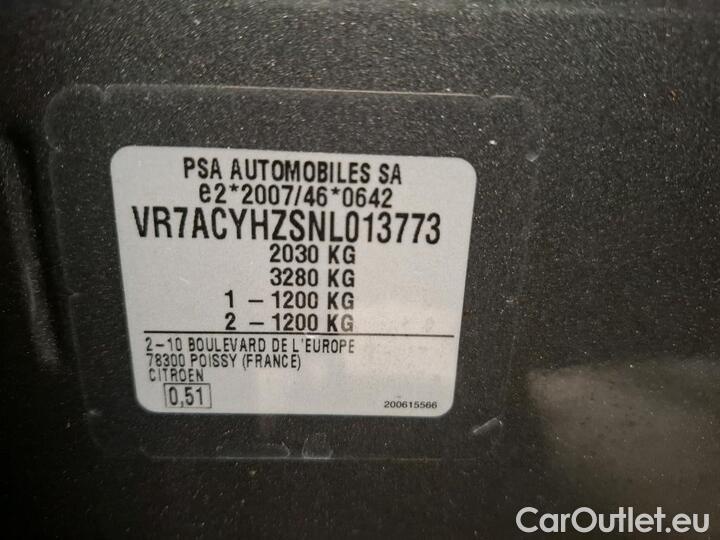 PSA AUTOMOBILES SA
e2*2007/46*0642
VR7ACYHZSNL013773
2030 KG
3280 KG
1 – 1200 KG
2 – 1200 KG
2–10 BOULEVARD DE L'EUROPE
78300 POISSY (FRANCE)
CITROEN
0,51
200615566
CarOutlet.eu